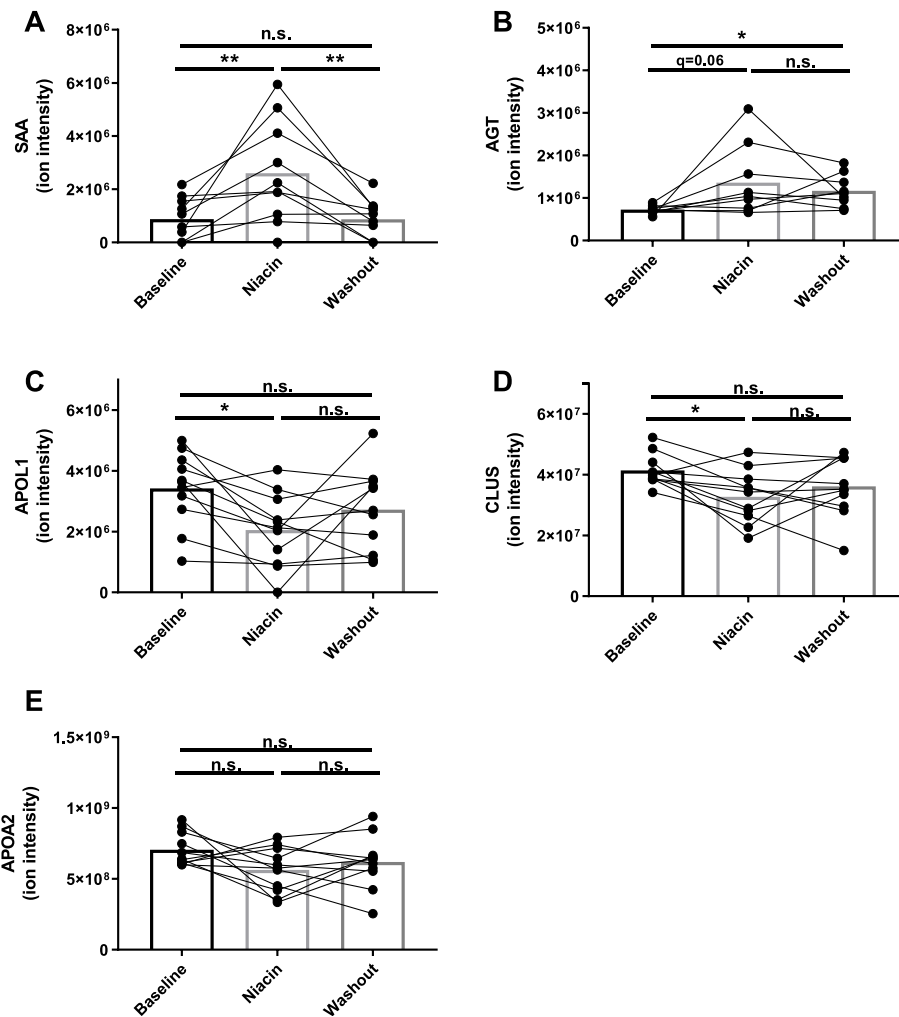 A
SAA
(ion intensity)
8×10⁶
6×10⁶
4×10⁶
2×10⁶
0
n.s.
**
**
Baseline
Niacin
Washout
B
AGT
(ion intensity)
5×10⁶
4×10⁶
3×10⁶
2×10⁶
1×10⁶
0
*
q=0.06
n.s.
Baseline
Niacin
Washout
C
APOL1
(ion intensity)
6×10⁶
4×10⁶
2×10⁶
0
n.s.
*
n.s.
Baseline
Niacin
Washout
D
CLUS
(ion intensity)
6×10⁷
4×10⁷
2×10⁷
0
n.s.
*
n.s.
Baseline
Niacin
Washout
E
APOA2
(ion intensity)
1.5×10⁹
1×10⁹
5×10⁸
0
n.s.
n.s.
n.s.
Baseline
Niacin
Washout